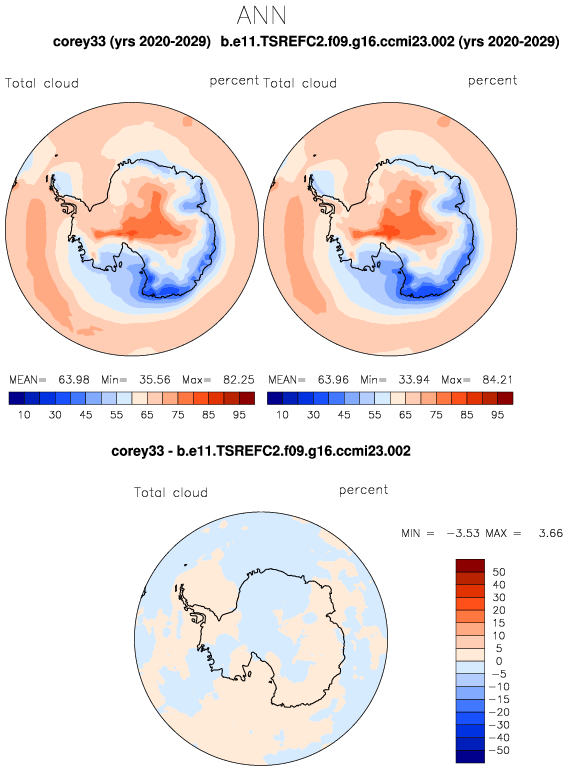 ANN
corey33 (yrs 2020-2029) b.e11.TSREFC2.f09.g16.ccmi23.002 (yrs 2020-2029)
Total cloud percent Total cloud percent
MEAN= 63.98 Min= 35.56 Max= 82.25 MEAN= 63.96 Min= 33.94 Max= 84.21
10 30 45 55 65 75 85 95 10 30 45 55 65 75 85 95
corey33 - b.e11.TSREFC2.f09.g16.ccmi23.002
Total cloud percent
MIN = -3.53 MAX = 3.66
50
40
30
20
15
10
5
0
-5
-10
-15
-20
-30
-40
-50